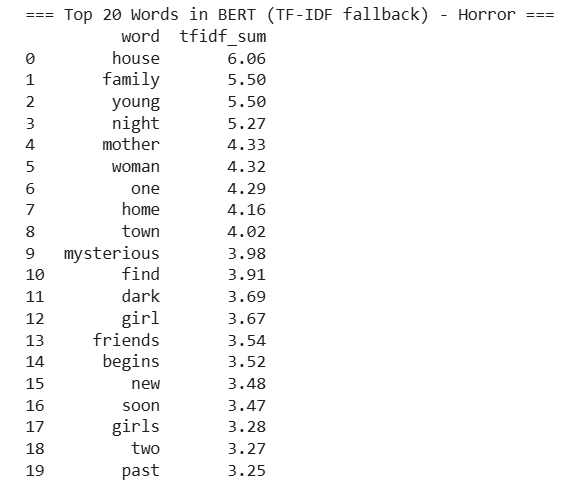 === Top 20 Words in BERT (TF-IDF fallback) - Horror ===
word tfidf_sum
0 house 6.06
1 family 5.50
2 young 5.50
3 night 5.27
4 mother 4.33
5 woman 4.32
6 one 4.29
7 home 4.16
8 town 4.02
9 mysterious 3.98
10 find 3.91
11 dark 3.69
12 girl 3.67
13 friends 3.54
14 begins 3.52
15 new 3.48
16 soon 3.47
17 girls 3.28
18 two 3.27
19 past 3.25